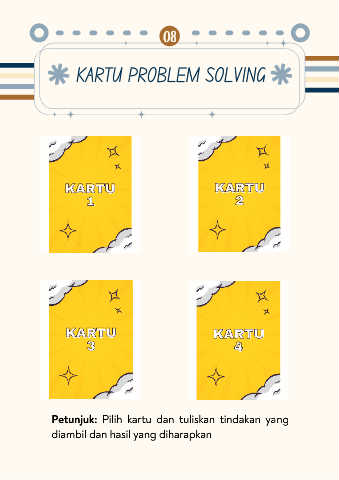 08
KARTU PROBLEM SOLVING
KARTU
1
KARTU
2
KARTU
3
KARTU
4
Petunjuk: Pilih kartu dan tuliskan tindakan yang
diambil dan hasil yang diharapkan